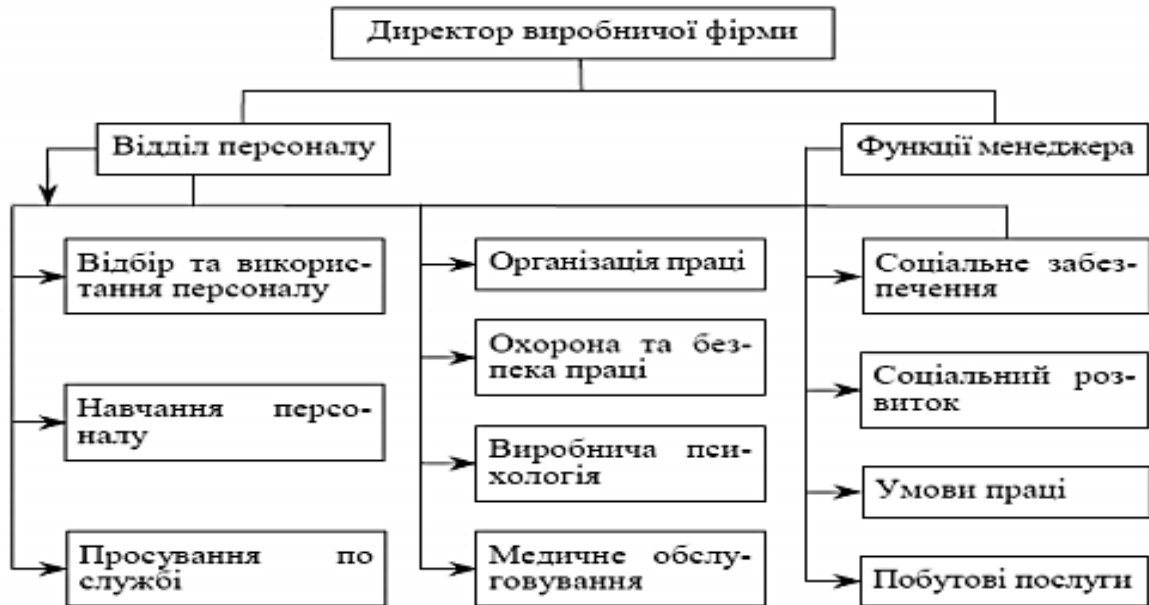 Директор виробничої фірми
Відділ персоналу
Функції менеджера
Відбір та викорис-
тання персоналу
Навчання персо-
налу
Просування по
службі
Організація праці
Охорона та без-
пека праці
Виробнича пси-
хологія
Медичне обслу-
говування
Соціальне забез-
печення
Соціальний роз-
виток
Умови праці
Побутові послуги